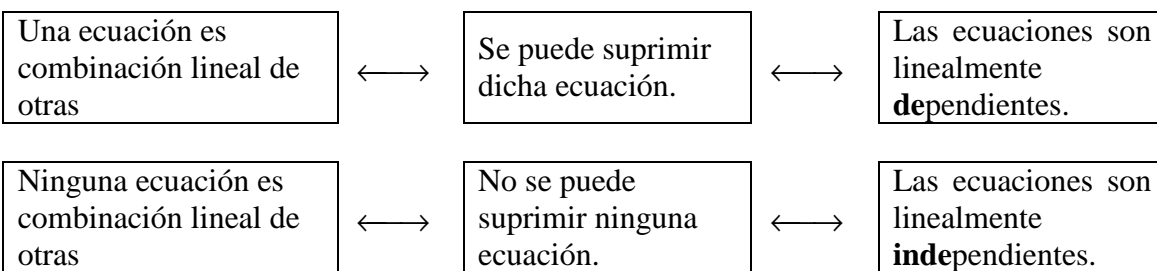 Una ecuación es
combinación lineal de
otras
Se puede suprimir
dicha ecuación.
Las ecuaciones son
linealmente
dependientes.
Ninguna ecuación es
combinación lineal de
otras
No se puede
suprimir ninguna
ecuación.
Las ecuaciones son
linealmente
independientes.